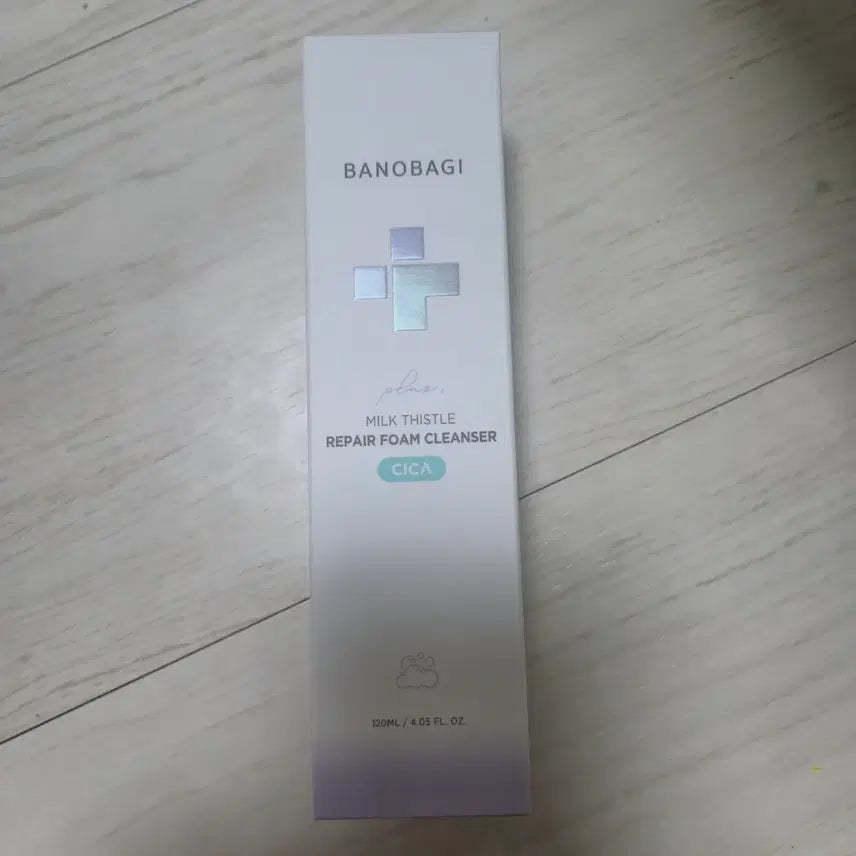 BANOBAGI
plus.
MILK THISTLE
REPAIR FOAM CLEANSER
CICA
120ML / 4.05 FL. OZ.